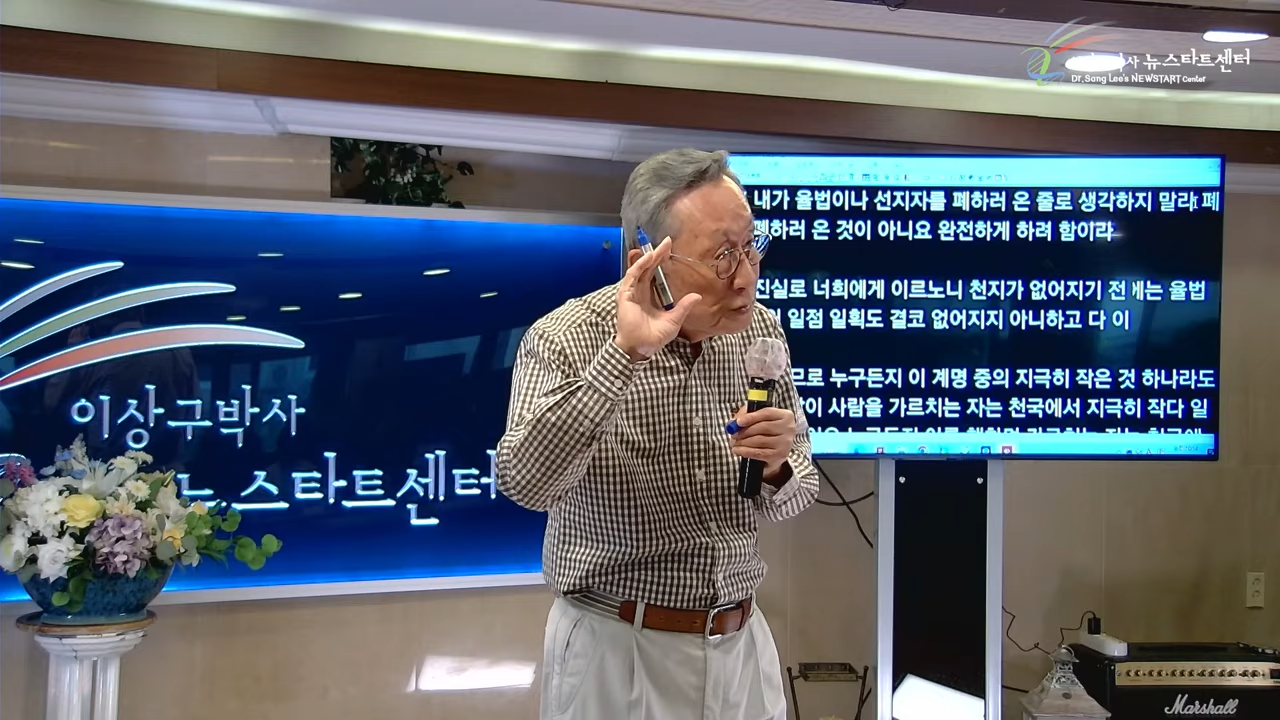 뉴스타트센터
Dr. Sang Lee's NEWSTART Center
내가 율법이나 선지자를 폐하러 온 줄로 생각하지 말라 폐
폐하러 온 것이 아니요 완전하게 하려 함이라
진실로 너희에게 이르노니 천지가 없어지기 전에는 율법
일점 일획도 결코 없어지지 아니하고 다 이
므로 누구든지 이 계명 중의 지극히 작은 것 하나라도
이 사람을 가르치는 자는 천국에서 지극히 작다 일
이상구박사
뉴스타트센터
Marshall